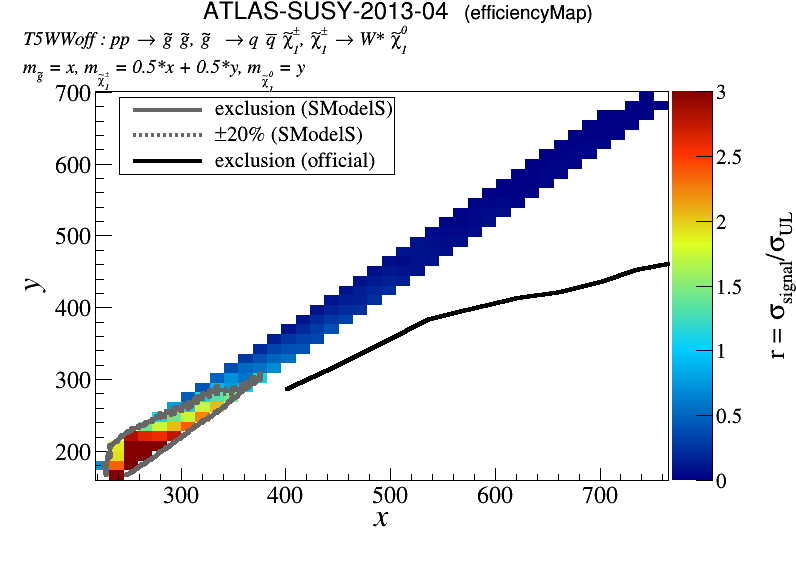 ATLAS-SUSY-2013-04 (efficiencyMap)
T5WWoff : pp → g̃ g̃, g̃ → q q̅ χ̃₁±, χ̃₁± → W* χ̃₁⁰
m_g̃ = x, m_χ̃₁± = 0.5*x + 0.5*y, m_χ̃₁⁰ = y
exclusion (SModelS)
±20% (SModelS)
exclusion (official)
700
600
500
400
300
200
y
300 400 500 600 700
x
3
2.5
2
1.5
1
0.5
0
r = σ_signal/σ_UL